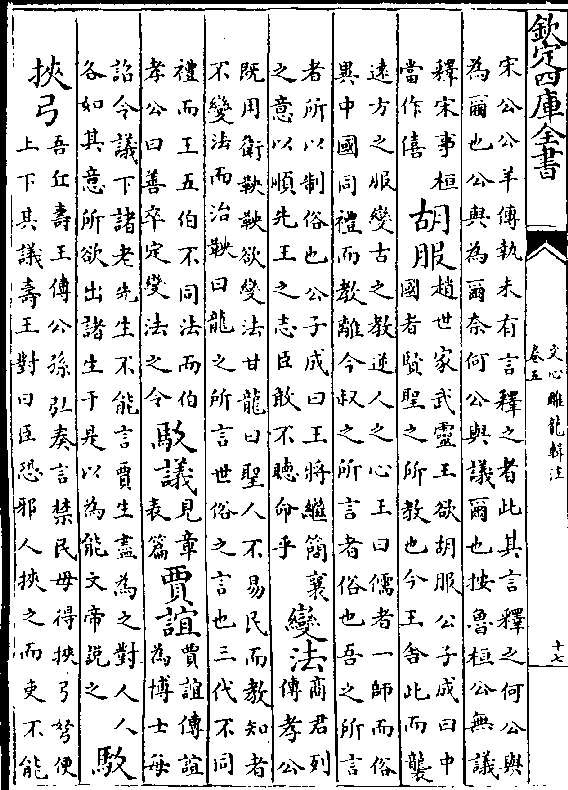 欽定四庫全書
文心雕龍輯注
卷五
十七
宋公公羊傳執未有言釋之者此其言釋之何公與
為爾也公與為爾奈何公與議爾也按魯桓公無議
釋宋事桓
當作僖
胡服
趙世家武靈王欲胡服公子成曰中
國者賢聖之所教也今王舍此而襲
遠方之服變古之教逆人之心王曰儒者一師而俗
異中國同禮而教離今叔之所言者俗也吾之所言
者所以制俗也公子成曰王將繼簡襄
之意以順先王之志臣敢不聽命乎
變法
商君列
傳孝公
既用衛鞅鞅欲變法甘龍曰聖人不易民而教知者
不變法而治鞅曰龍之所言世俗之言也三代不同
禮而王五伯不同法而伯
孝公曰善卒定變法之令
駮議
見章
表篇
賈誼
賈誼傳誼
為博士每
詔令議下諸老先生不能言賈生盡為之對人人
各如其意所欲出諸生于是以為能文帝説之
駮
挾弓
吾丘壽王傳公孫弘奏言禁民毋得挾弓弩便
上下其議壽王對曰臣恐邪人挾之而吏不能